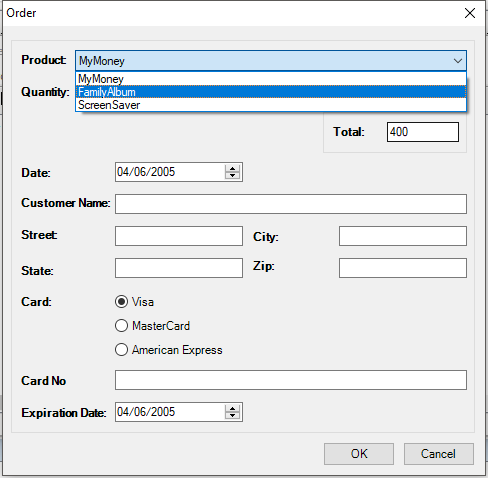 Order
Product: MyMoney
MyMoney
Quantity: FamilyAlbum
ScreenSaver
Total: 400
Date: 04/06/2005
Customer Name:
Street: City:
State: Zip:
Card: Visa
MasterCard
American Express
Card No
Expiration Date: 04/06/2005
OK Cancel